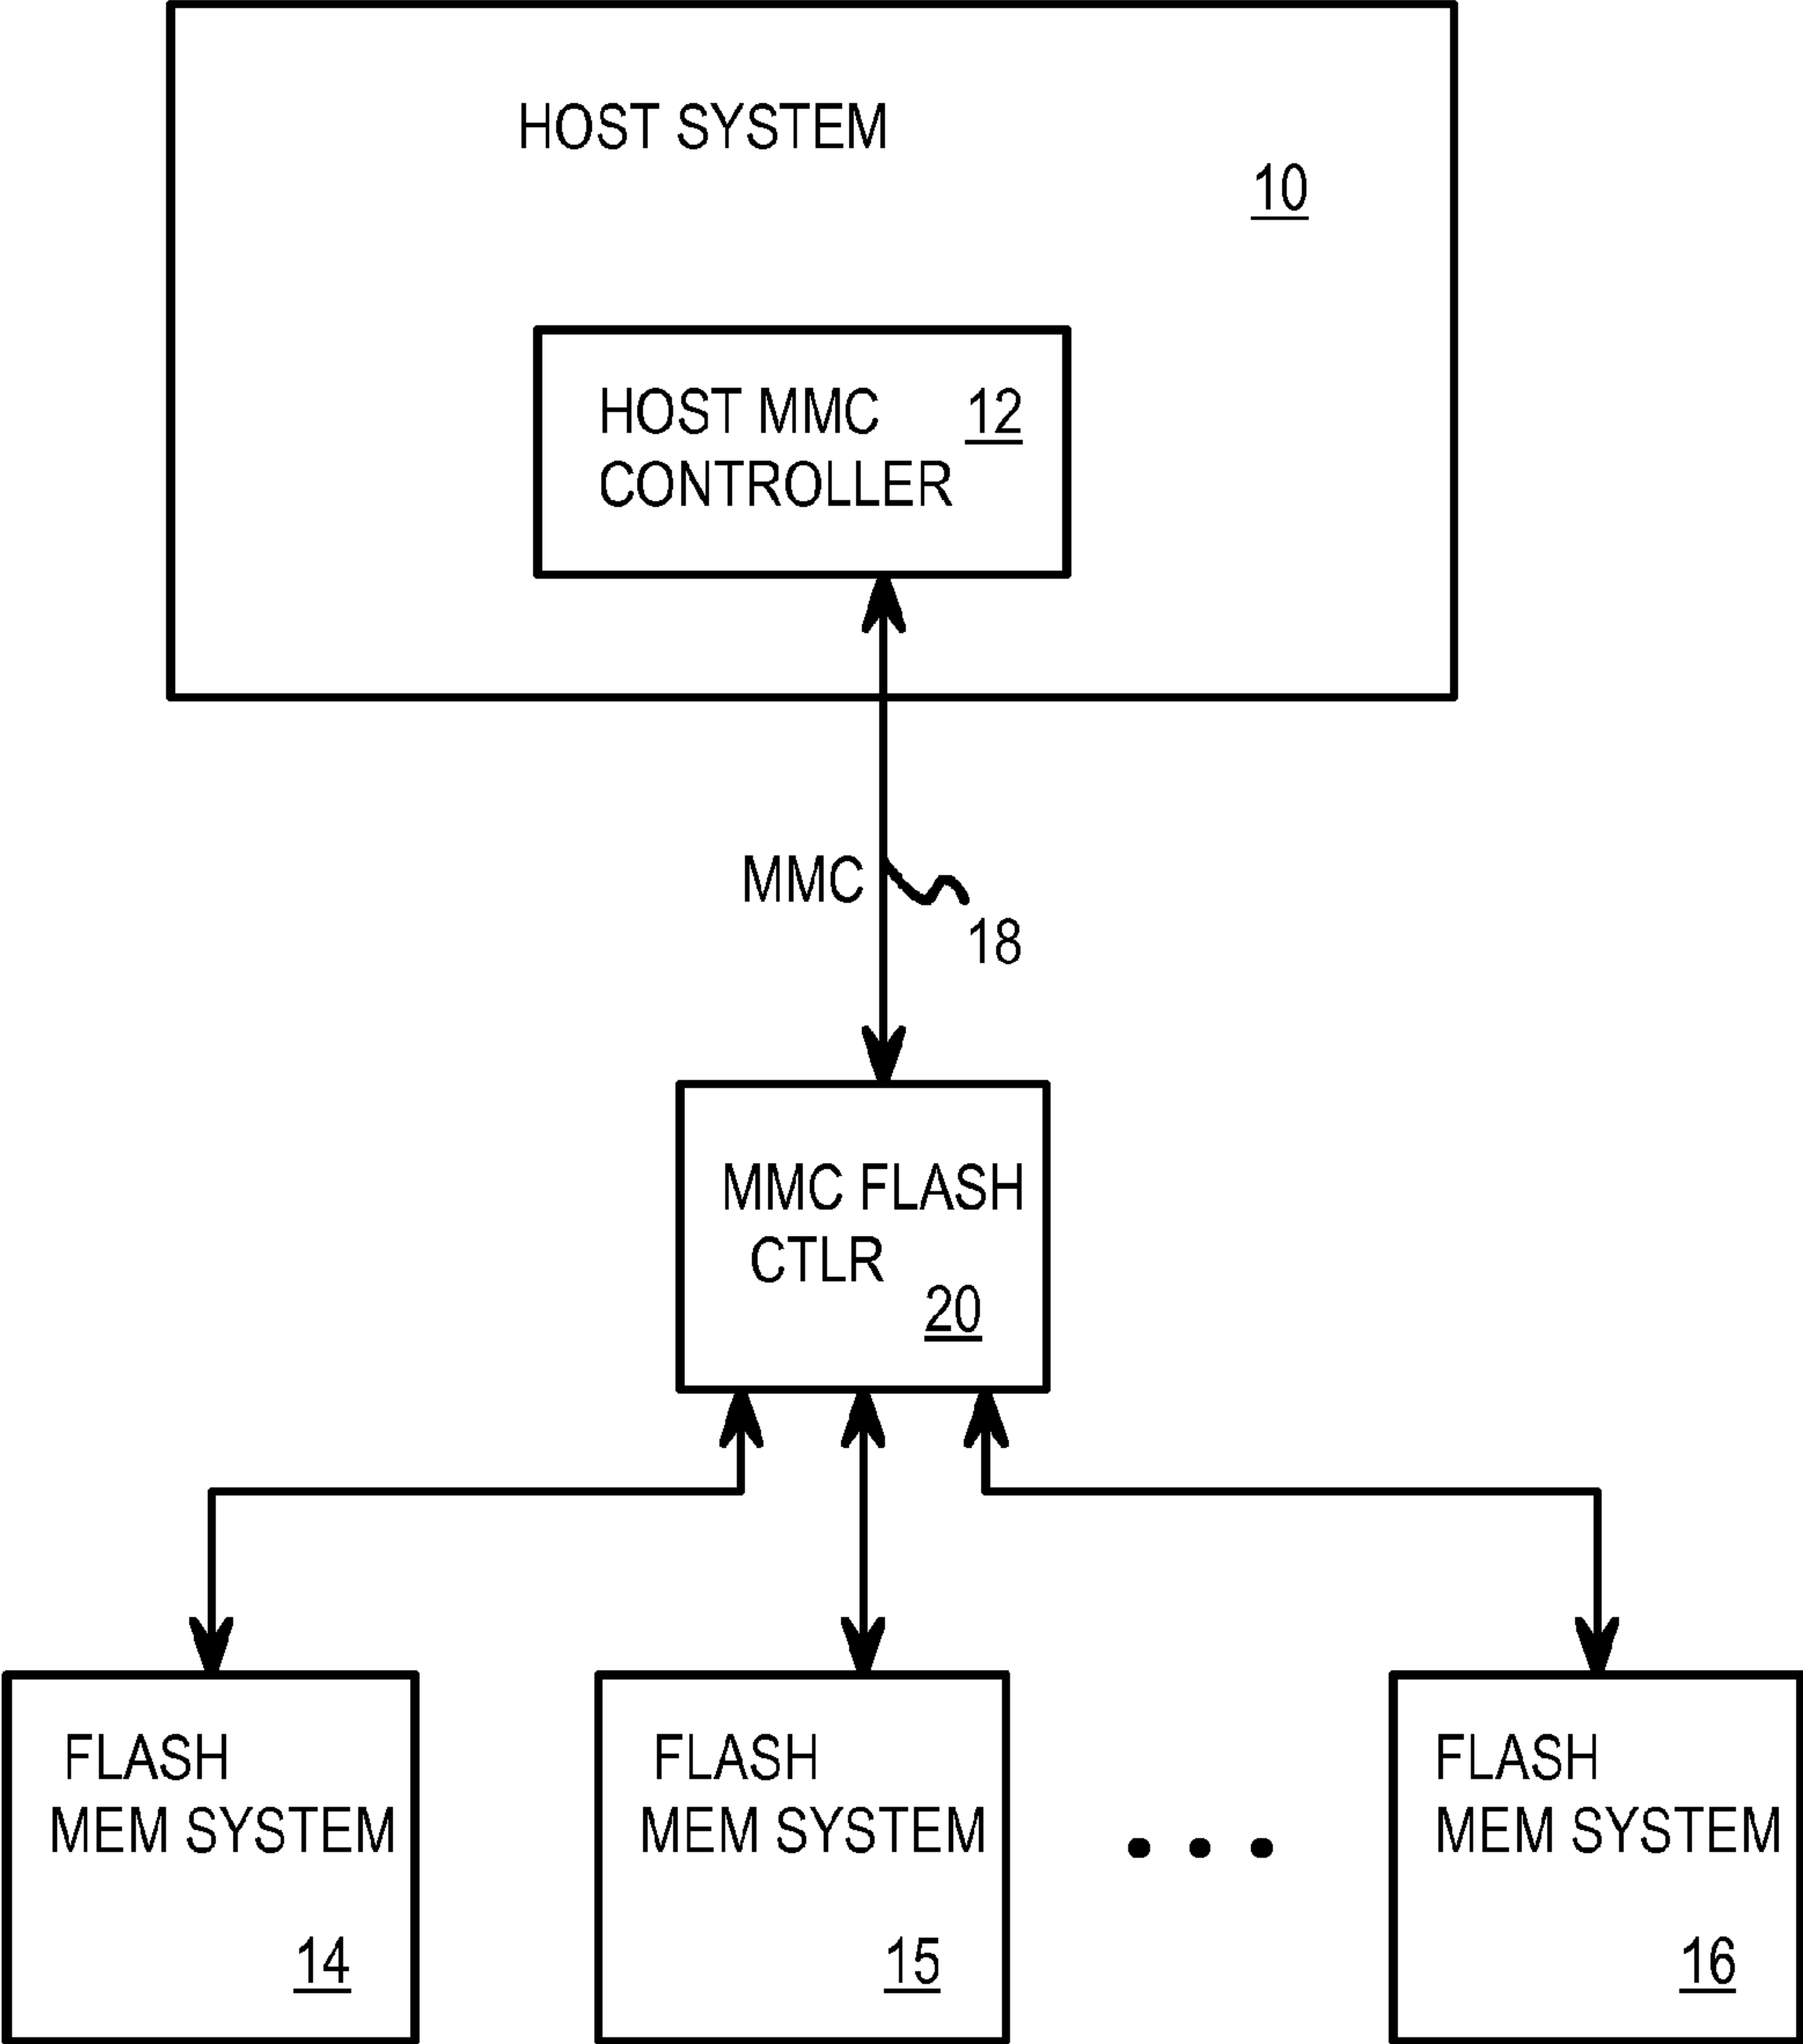 HOST SYSTEM
10
HOST MMC 12
CONTROLLER
MMC
18
MMC FLASH
CTLR
20
FLASH
MEM SYSTEM
14
FLASH
MEM SYSTEM
15
FLASH
MEM SYSTEM
16